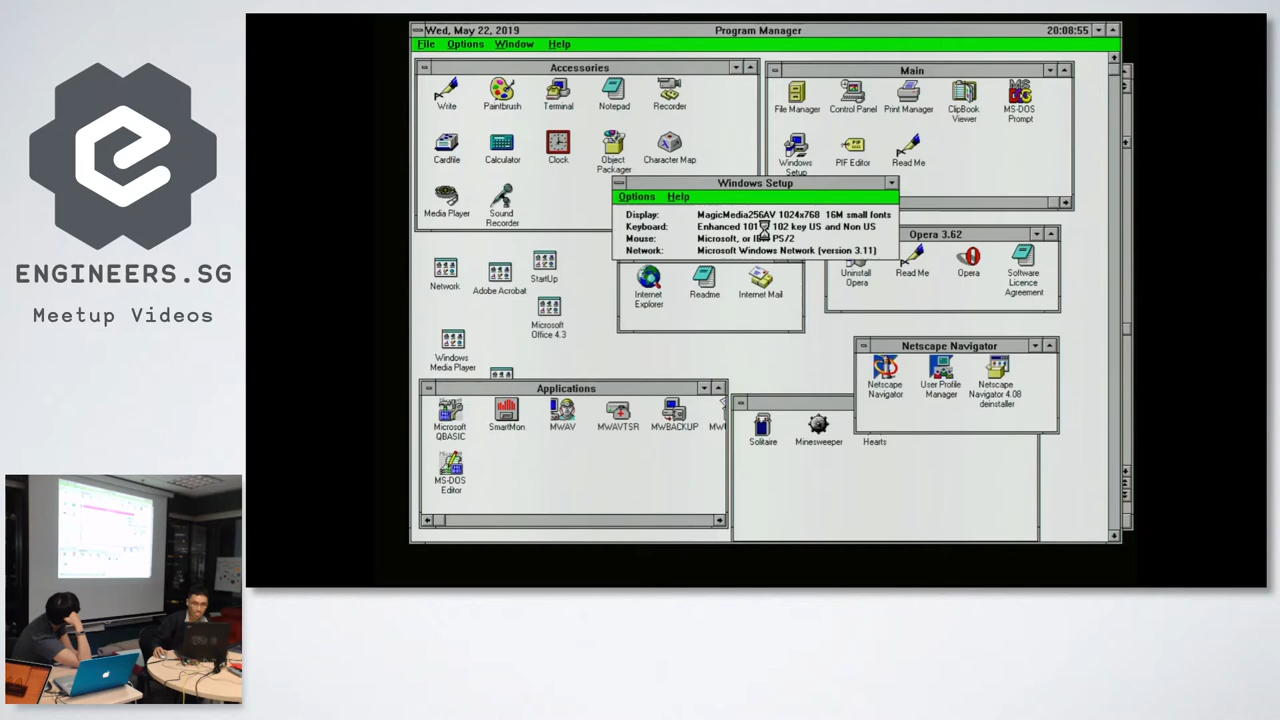 ENGINEERS.SG
Meetup Videos
Wed, May 22, 2019
Program Manager
20:08:55
File Options Window Help
Accessories
Write
Paintbrush
Terminal
Notepad
Recorder
Cardfile
Calculator
Clock
Object
Packager
Character Map
Media Player
Sound
Recorder
Main
File Manager
Control Panel
Print Manager
ClipBook
Viewer
MS-DOS
Prompt
Windows
Setup
PIF Editor
Read Me
Windows Setup
Options Help
Display: MagicMedia256AV 1024x768 16M small fonts
Keyboard: Enhanced 101 102 key US and Non US
Mouse: Microsoft, or IBM PS/2
Network: Microsoft Windows Network (version 3.11)
Network
Adobe Acrobat
StartUp
Microsoft
Office 4.3
Windows
Media Player
Internet
Explorer
Readme
Internet Mail
Opera 3.62
Uninstall
Opera
Read Me
Opera
Software
Licence
Agreement
Netscape Navigator
Netscape
Navigator
User Profile
Manager
Netscape
Navigator 4.08
deinstaller
Applications
Microsoft
QBASIC
SmartMon
MWAV
MWAVTSR
MWBACKUP
MS-DOS
Editor
Solitaire
Minesweeper
Hearts